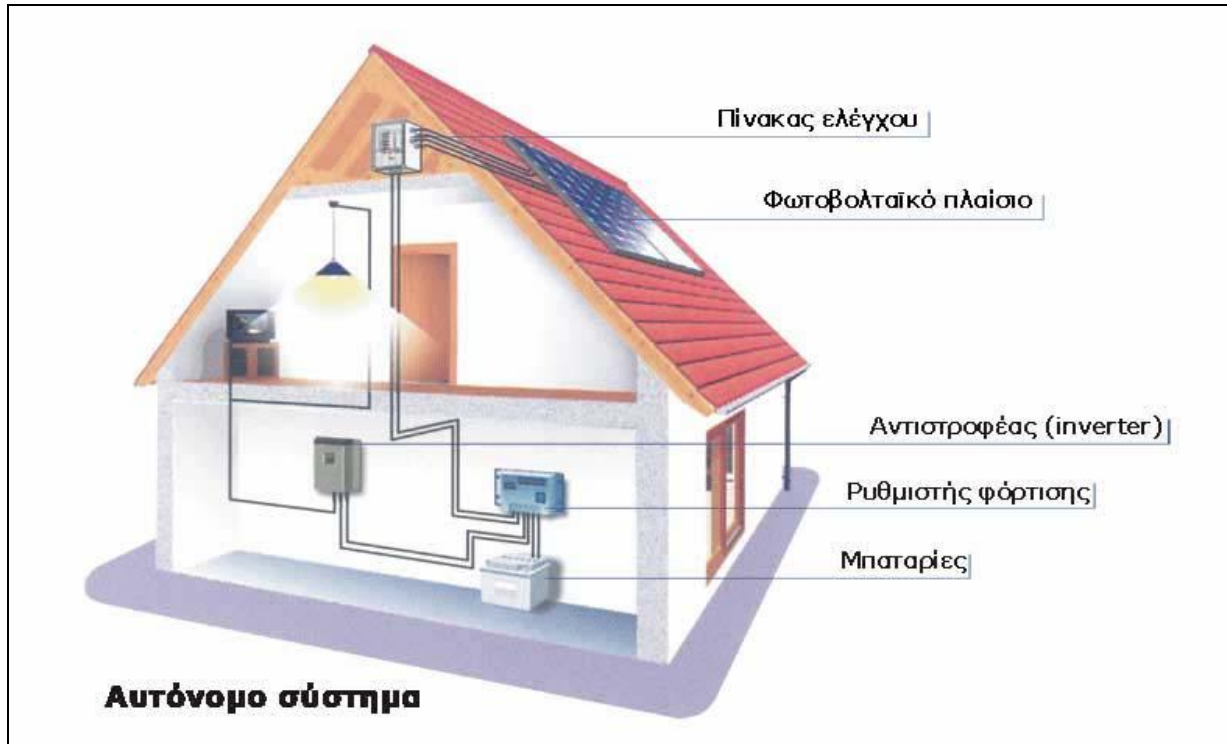 Πίνακας ελέγχου
Φωτοβολταϊκό πλαίσιο
Αντιστροφέας (inverter)
Ρυθμιστής φόρτισης
Μπαταρίες
Αυτόνομο σύστημα